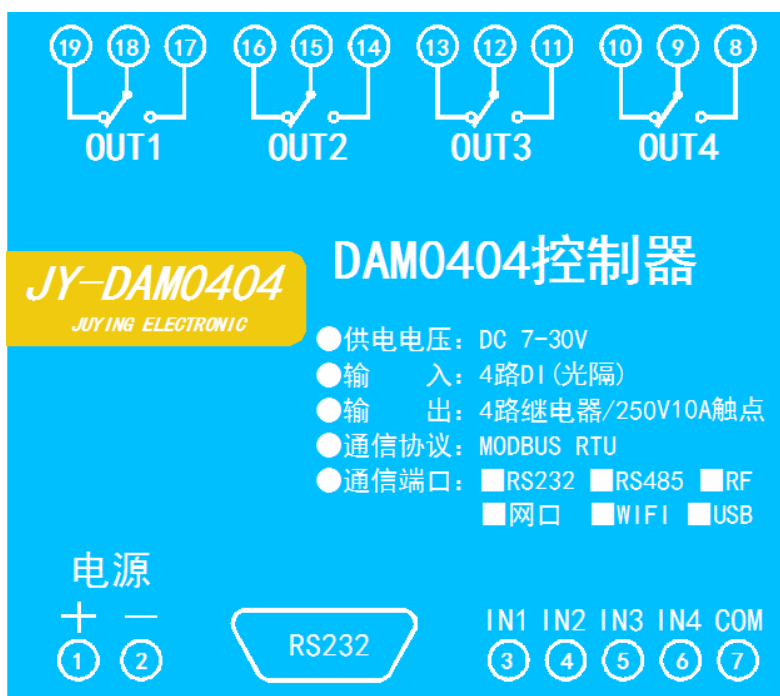 19 18 17 16 15 14 13 12 11 10 9 8
OUT1 OUT2 OUT3 OUT4
JY-DAM0404
JUYING ELECTRONIC
DAM0404控制器
●供电电压: DC 7-30V
●输 入: 4路DI(光隔)
●输 出: 4路继电器/250V10A触点
●通信协议: MODBUS RTU
●通信端口: ■RS232 ■RS485 ■RF
■网口 ■WIFI ■USB
电源
+ —
1 2
RS232
IN1 IN2 IN3 IN4 COM
3 4 5 6 7